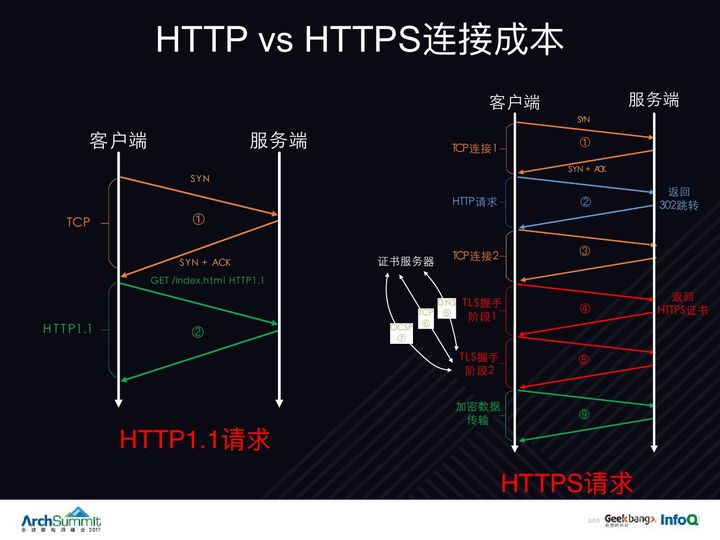 HTTP vs HTTPS连接成本
客户端
服务端
SYN
TCP
①
SYN + ACK
GET /index.html HTTP1.1
HTTP1.1
②
HTTP1.1请求
客户端
服务端
SYN
TCP连接1
①
SYN + ACK
HTTP请求
②
返回
302跳转
证书服务器
TCP连接2
③
DNS
⑤
TCP
⑥
OCSP
⑦
TLS握手
阶段1
④
返回
HTTPS证书
TLS握手
阶段2
⑧
加密数据
传输
⑨
HTTPS请求
ArchSummit
全球架构师峰会 2017
Geekbang>.
InfoQ